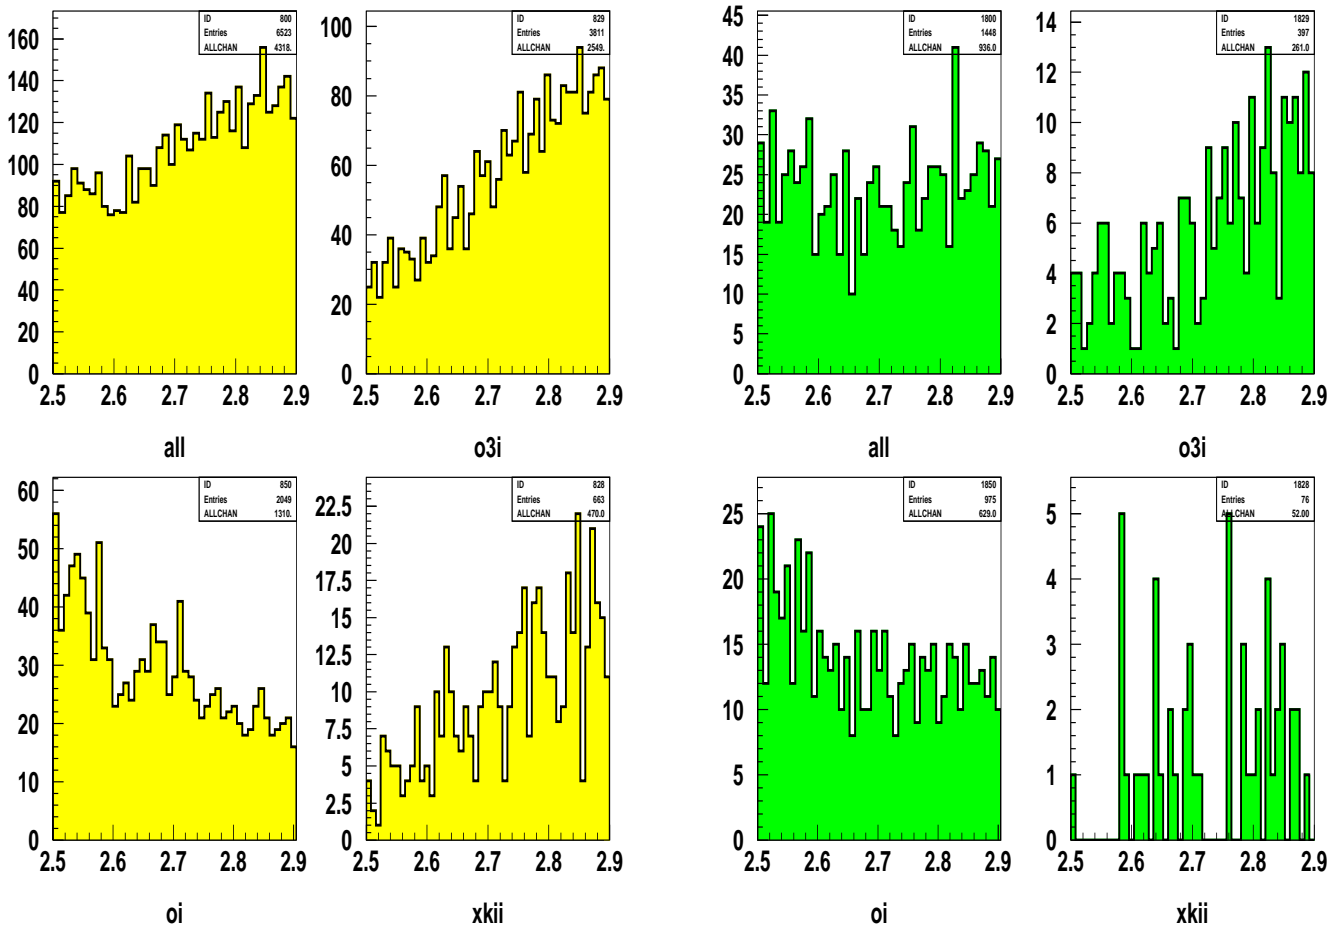 ID 800
Entries 6523
ALLCHAN 4318.
160
140
120
100
80
60
40
20
0
2.5 2.6 2.7 2.8 2.9
all
ID 829
Entries 3811
ALLCHAN 2549.
100
80
60
40
20
0
2.5 2.6 2.7 2.8 2.9
o3i
ID 1800
Entries 1448
ALLCHAN 936.0
45
40
35
30
25
20
15
10
5
0
2.5 2.6 2.7 2.8 2.9
all
ID 1829
Entries 397
ALLCHAN 261.0
14
12
10
8
6
4
2
0
2.5 2.6 2.7 2.8 2.9
o3i
ID 850
Entries 2049
ALLCHAN 1310.
60
50
40
30
20
10
0
2.5 2.6 2.7 2.8 2.9
oi
ID 828
Entries 663
ALLCHAN 470.0
22.5
20
17.5
15
12.5
10
7.5
5
2.5
0
2.5 2.6 2.7 2.8 2.9
xkii
ID 1850
Entries 975
ALLCHAN 629.0
25
20
15
10
5
0
2.5 2.6 2.7 2.8 2.9
oi
ID 1828
Entries 76
ALLCHAN 52.00
5
4
3
2
1
0
2.5 2.6 2.7 2.8 2.9
xkii